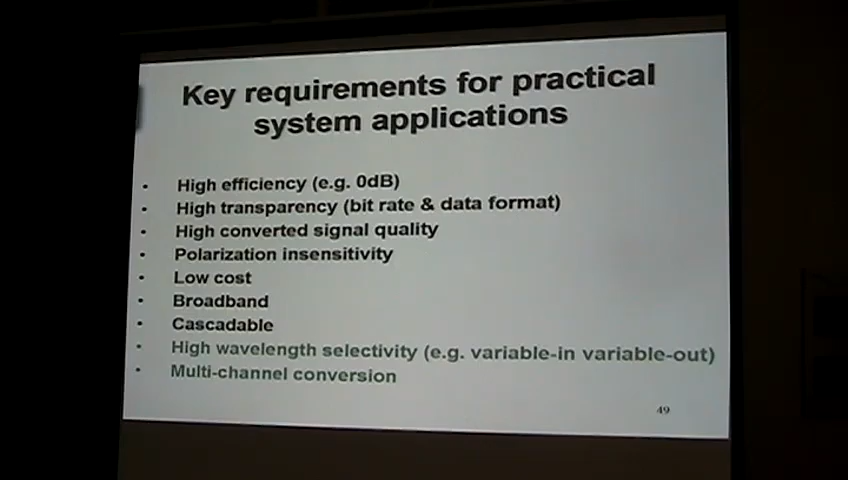 Key requirements for practical
system applications
• High efficiency (e.g. 0dB)
• High transparency (bit rate & data format)
• High converted signal quality
• Polarization insensitivity
• Low cost
• Broadband
• Cascadable
• High wavelength selectivity (e.g. variable-in variable-out)
• Multi-channel conversion
49